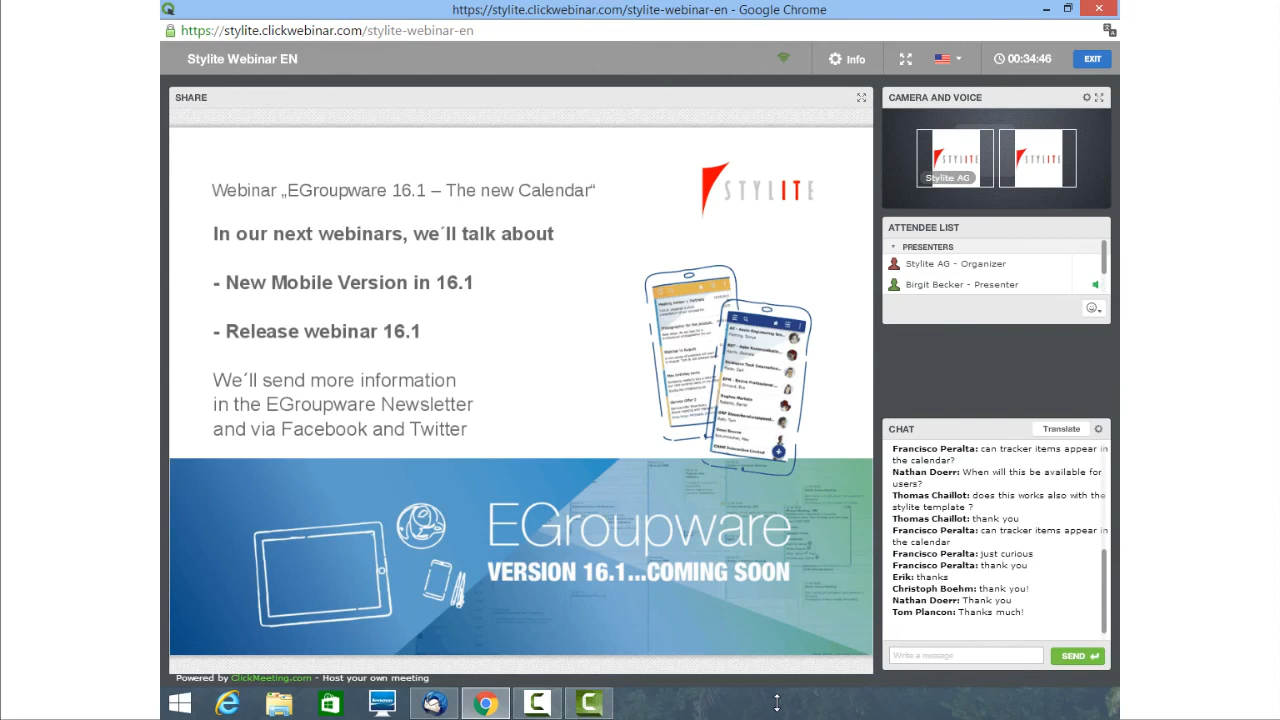 https://stylite.clickwebinar.com/stylite-webinar-en - Google Chrome
https://stylite.clickwebinar.com/stylite-webinar-en
Stylite Webinar EN
Info
00:34:46
EXIT
SHARE
Webinar „EGroupware 16.1 – The new Calendar“
STYLITE
In our next webinars, we´ll talk about
- New Mobile Version in 16.1
- Release webinar 16.1
We´ll send more information
in the EGroupware Newsletter
and via Facebook and Twitter
EGroupware
VERSION 16.1...COMING SOON
CAMERA AND VOICE
STYLITE
STYLITE
Stylite AG
ATTENDEE LIST
PRESENTERS
Stylite AG - Organizer
Birgit Becker - Presenter
CHAT
Translate
Francisco Peralta: can tracker items appear in
the calendar?
Nathan Doerr: When will this be available for
users?
Thomas Chaillot: does this works also with the
stylite template ?
Thomas Chaillot: thank you
Francisco Peralta: can tracker items appear in
the calendar
Francisco Peralta: just curious
Francisco Peralta: thank you
Erik: thanks
Christoph Boehm: thank you!
Nathan Doerr: Thank you
Tom Plancon: Thanks much!
Write a message
SEND
Powered by ClickMeeting.com - Host your own meeting